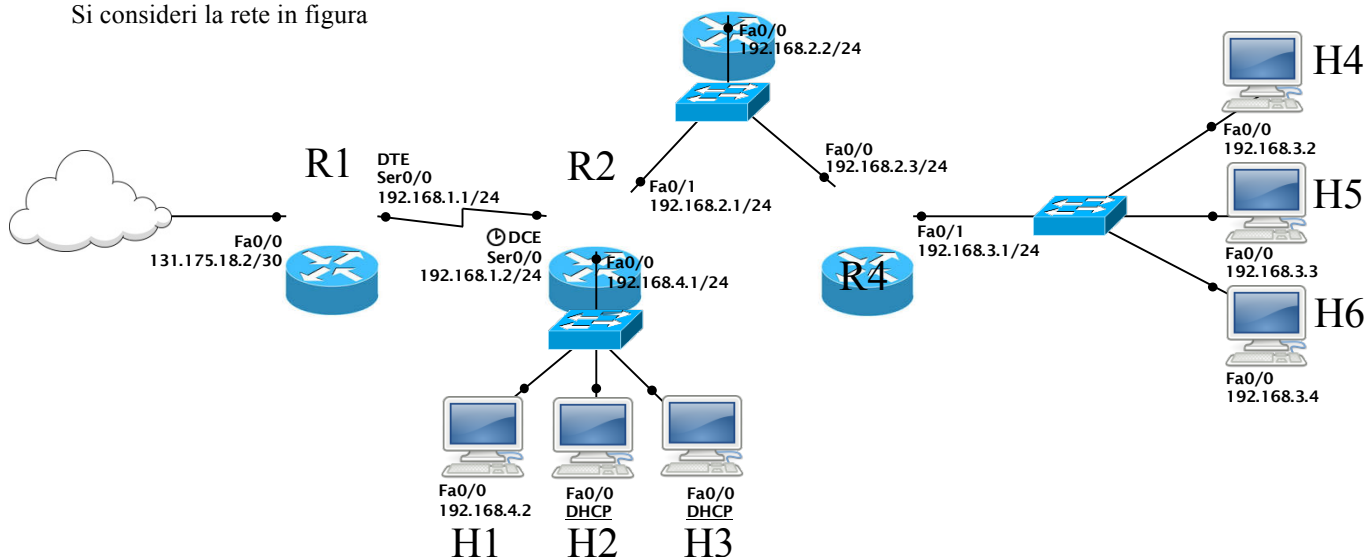 Si consideri la rete in figura
Fa0/0
192.168.2.2/24
H4
Fa0/0
192.168.3.2
R1
DTE
Ser0/0
192.168.1.1/24
R2
Fa0/1
192.168.2.1/24
Fa0/0
192.168.2.3/24
H5
Fa0/0
192.168.3.3
Fa0/0
131.175.18.2/30
DCE
Ser0/0
192.168.1.2/24
Fa0/0
192.168.4.1/24
R4
Fa0/1
192.168.3.1/24
H6
Fa0/0
192.168.3.4
Fa0/0
192.168.4.2
H1
Fa0/0
DHCP
H2
Fa0/0
DHCP
H3